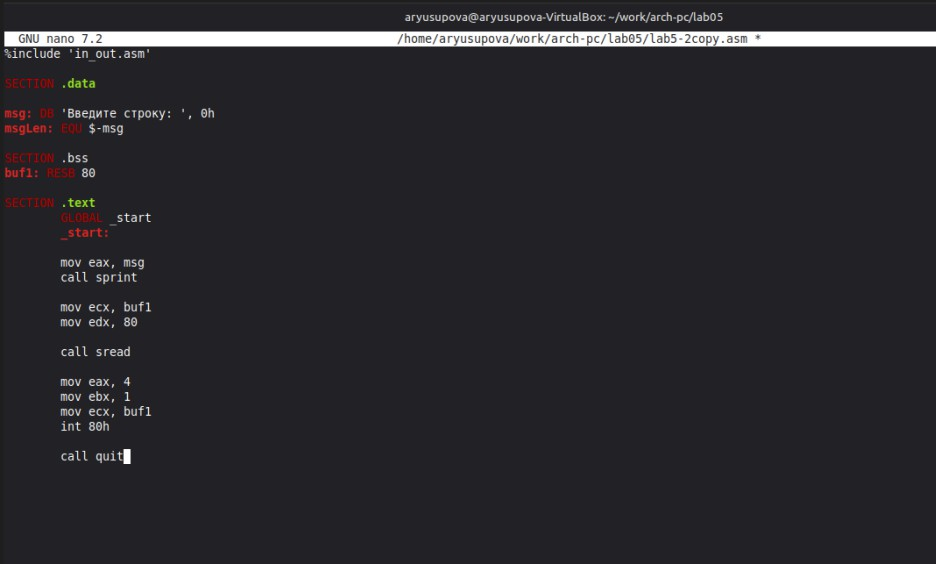 aryusupova@aryusupova-VirtualBox: ~/work/arch-pc/lab05
GNU nano 7.2 /home/aryusupova/work/arch-pc/lab05/lab5-2copy.asm *
%include 'in_out.asm'
SECTION .data
msg: DB 'Введите строку: ', 0h
msgLen: EQU $-msg
SECTION .bss
buf1: RESB 80
SECTION .text
GLOBAL _start
_start:
mov eax, msg
call sprint
mov ecx, buf1
mov edx, 80
call sread
mov eax, 4
mov ebx, 1
mov ecx, buf1
int 80h
call quit